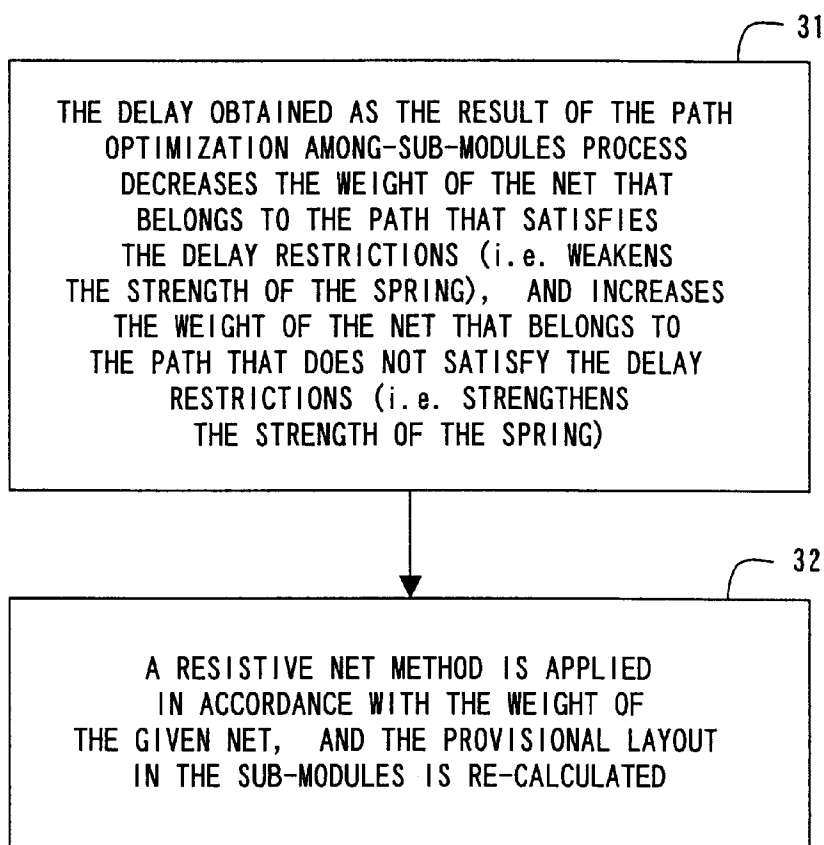 31
THE DELAY OBTAINED AS THE RESULT OF THE PATH
OPTIMIZATION AMONG-SUB-MODULES PROCESS
DECREASES THE WEIGHT OF THE NET THAT
BELONGS TO THE PATH THAT SATISFIES
THE DELAY RESTRICTIONS (i.e. WEAKENS
THE STRENGTH OF THE SPRING), AND INCREASES
THE WEIGHT OF THE NET THAT BELONGS TO
THE PATH THAT DOES NOT SATISFY THE DELAY
RESTRICTIONS (i.e. STRENGTHENS
THE STRENGTH OF THE SPRING)
32
A RESISTIVE NET METHOD IS APPLIED
IN ACCORDANCE WITH THE WEIGHT OF
THE GIVEN NET, AND THE PROVISIONAL LAYOUT
IN THE SUB-MODULES IS RE-CALCULATED